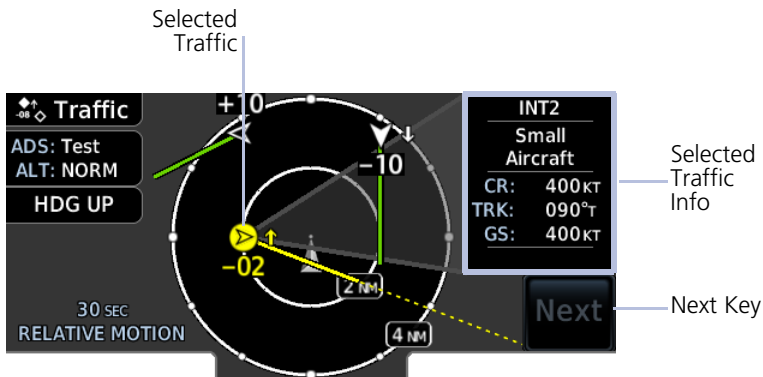 Selected
Traffic
Traffic
-08
ADS: Test
ALT: NORM
HDG UP
+10
-10
-02
2 NM
4 NM
30 SEC
RELATIVE MOTION
INT2
Small
Aircraft
CR: 400KT
TRK: 090°T
GS: 400KT
Next
Selected
Traffic
Info
Next Key